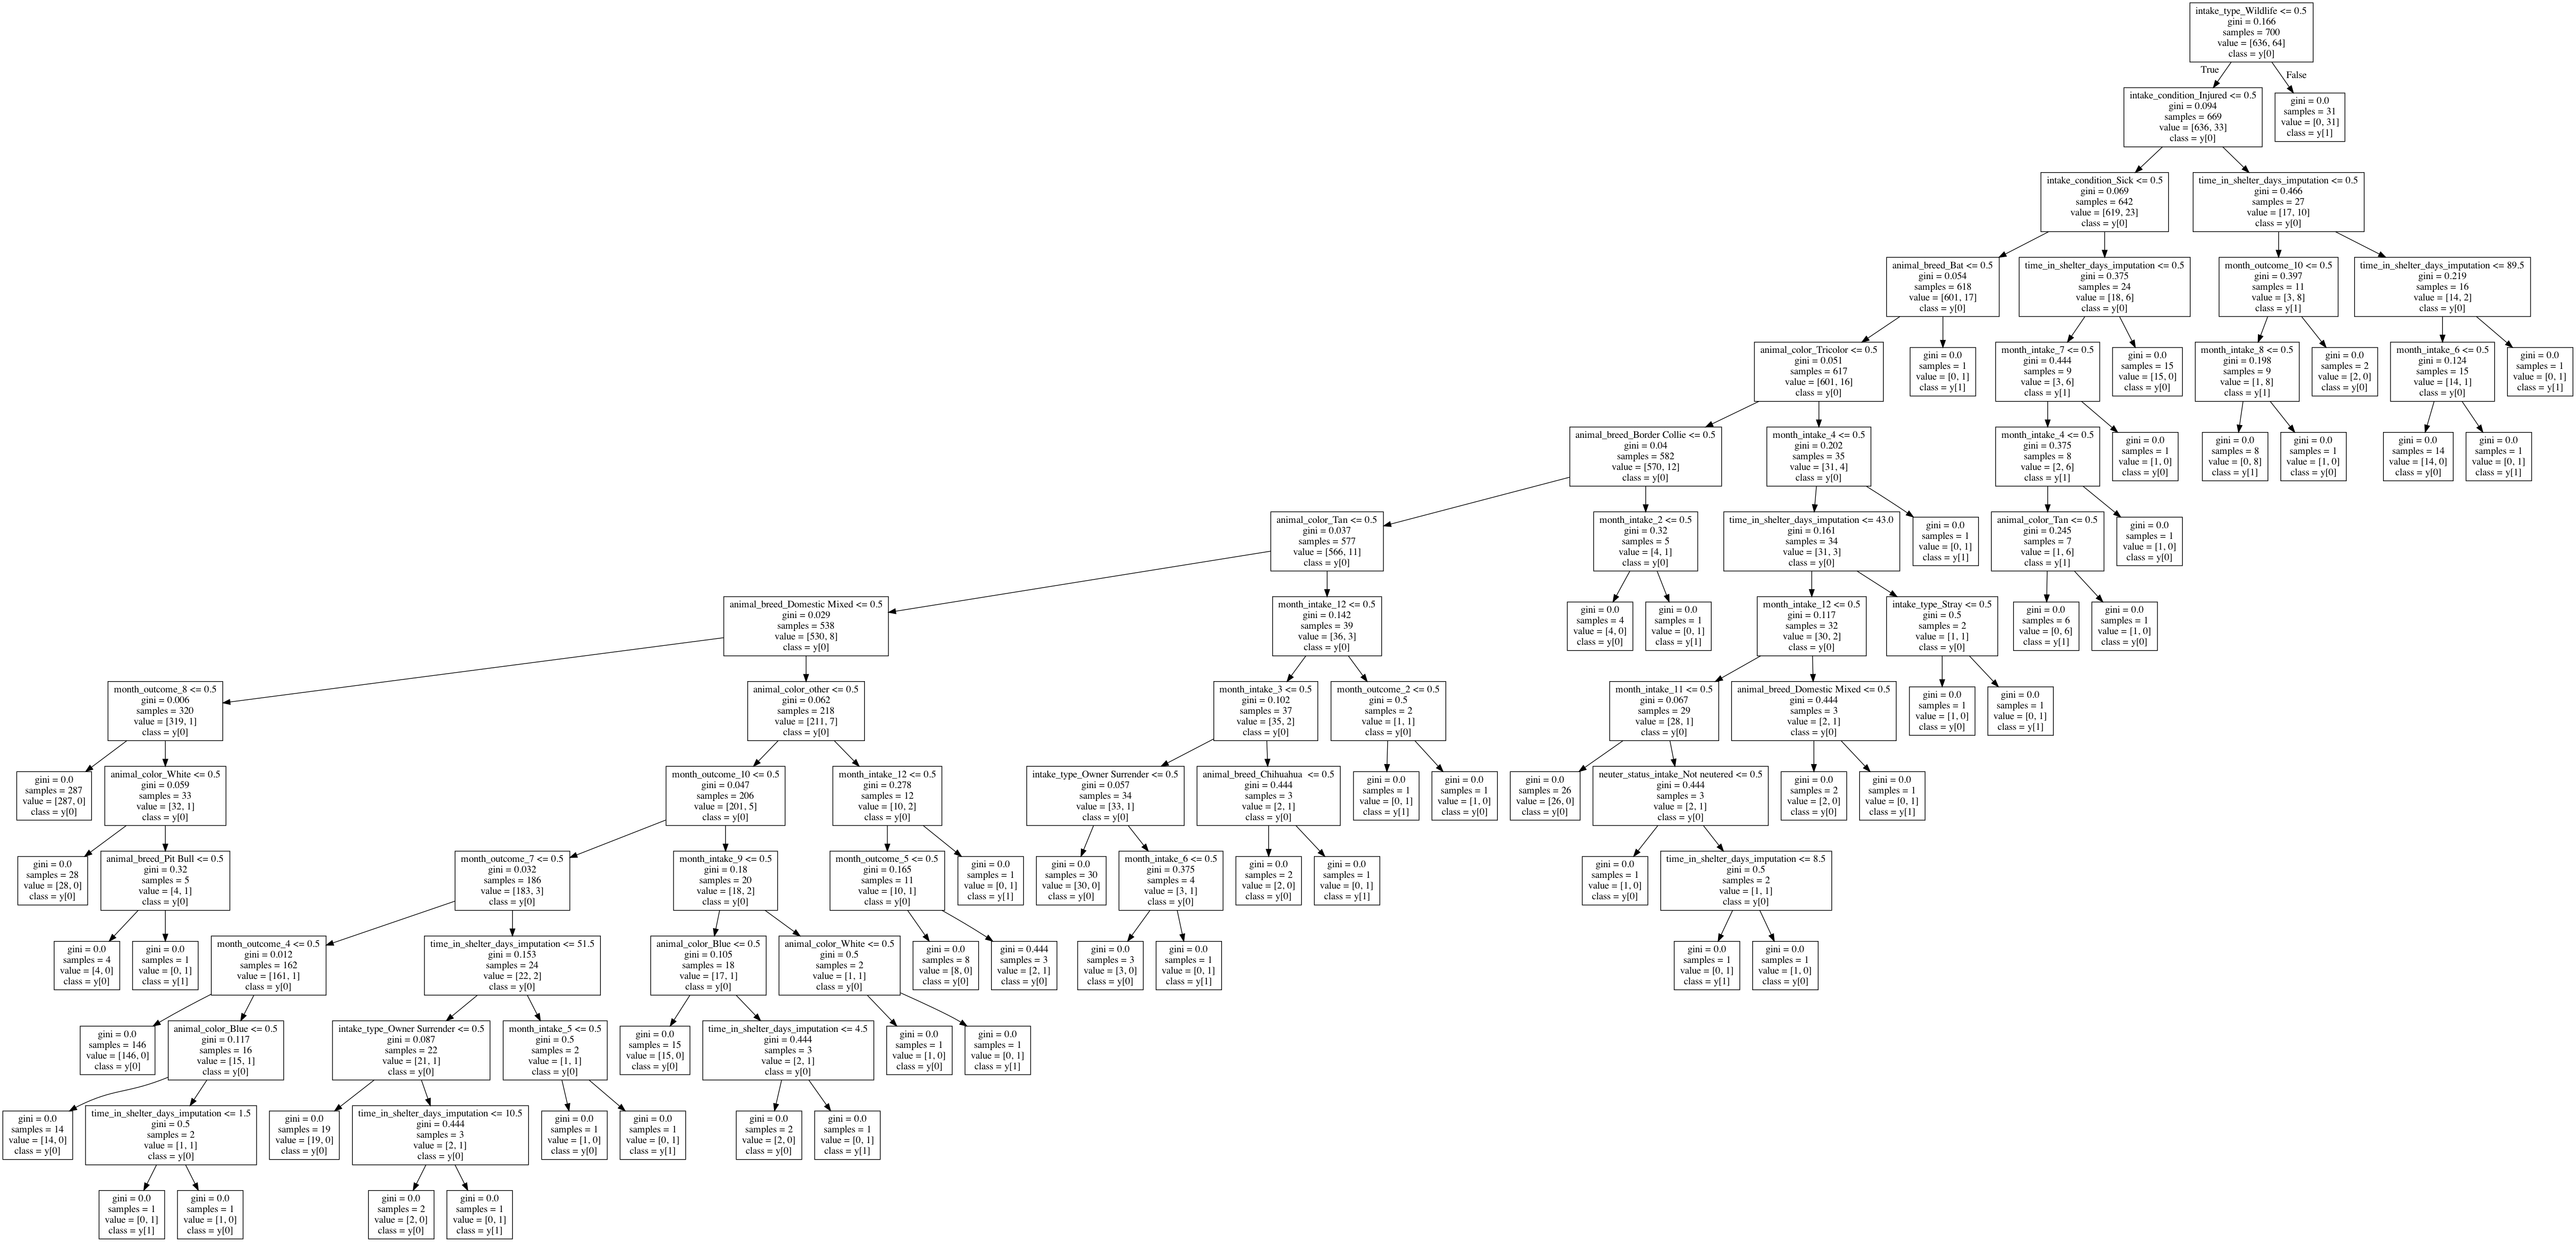 intake_type_Wildlife <= 0.5
gini = 0.166
samples = 700
value = [636, 64]
class = y[0]
True
False
intake_condition_Injured <= 0.5
gini = 0.094
samples = 669
value = [636, 33]
class = y[0]
gini = 0.0
samples = 31
value = [0, 31]
class = y[1]
intake_condition_Sick <= 0.5
gini = 0.069
samples = 642
value = [619, 23]
class = y[0]
time_in_shelter_days_imputation <= 0.5
gini = 0.466
samples = 27
value = [17, 10]
class = y[0]
animal_breed_Bat <= 0.5
gini = 0.054
samples = 618
value = [601, 17]
class = y[0]
time_in_shelter_days_imputation <= 0.5
gini = 0.375
samples = 24
value = [18, 6]
class = y[0]
month_outcome_10 <= 0.5
gini = 0.397
samples = 11
value = [3, 8]
class = y[1]
time_in_shelter_days_imputation <= 89.5
gini = 0.219
samples = 16
value = [14, 2]
class = y[0]
animal_color_Tricolor <= 0.5
gini = 0.051
samples = 617
value = [601, 16]
class = y[0]
gini = 0.0
samples = 1
value = [0, 1]
class = y[1]
month_intake_7 <= 0.5
gini = 0.444
samples = 9
value = [3, 6]
class = y[1]
gini = 0.0
samples = 15
value = [15, 0]
class = y[0]
month_intake_8 <= 0.5
gini = 0.198
samples = 9
value = [1, 8]
class = y[1]
gini = 0.0
samples = 2
value = [2, 0]
class = y[0]
month_intake_6 <= 0.5
gini = 0.124
samples = 15
value = [14, 1]
class = y[0]
gini = 0.0
samples = 1
value = [0, 1]
class = y[1]
animal_breed_Border Collie <= 0.5
gini = 0.04
samples = 582
value = [570, 12]
class = y[0]
month_intake_4 <= 0.5
gini = 0.202
samples = 35
value = [31, 4]
class = y[0]
month_intake_4 <= 0.5
gini = 0.375
samples = 8
value = [2, 6]
class = y[1]
gini = 0.0
samples = 1
value = [1, 0]
class = y[0]
gini = 0.0
samples = 8
value = [0, 8]
class = y[1]
gini = 0.0
samples = 1
value = [1, 0]
class = y[0]
gini = 0.0
samples = 14
value = [14, 0]
class = y[0]
gini = 0.0
samples = 1
value = [0, 1]
class = y[1]
animal_color_Tan <= 0.5
gini = 0.037
samples = 577
value = [566, 11]
class = y[0]
month_intake_2 <= 0.5
gini = 0.32
samples = 5
value = [4, 1]
class = y[0]
time_in_shelter_days_imputation <= 43.0
gini = 0.161
samples = 34
value = [31, 3]
class = y[0]
gini = 0.0
samples = 1
value = [0, 1]
class = y[1]
animal_color_Tan <= 0.5
gini = 0.245
samples = 7
value = [1, 6]
class = y[1]
gini = 0.0
samples = 1
value = [1, 0]
class = y[0]
animal_breed_Domestic Mixed <= 0.5
gini = 0.029
samples = 538
value = [530, 8]
class = y[0]
month_intake_12 <= 0.5
gini = 0.142
samples = 39
value = [36, 3]
class = y[0]
gini = 0.0
samples = 4
value = [4, 0]
class = y[0]
gini = 0.0
samples = 1
value = [0, 1]
class = y[1]
month_intake_12 <= 0.5
gini = 0.117
samples = 32
value = [30, 2]
class = y[0]
intake_type_Stray <= 0.5
gini = 0.5
samples = 2
value = [1, 1]
class = y[0]
gini = 0.0
samples = 6
value = [0, 6]
class = y[1]
gini = 0.0
samples = 1
value = [1, 0]
class = y[0]
month_outcome_8 <= 0.5
gini = 0.006
samples = 320
value = [319, 1]
class = y[0]
animal_color_other <= 0.5
gini = 0.062
samples = 218
value = [211, 7]
class = y[0]
month_intake_3 <= 0.5
gini = 0.102
samples = 37
value = [35, 2]
class = y[0]
month_outcome_2 <= 0.5
gini = 0.5
samples = 2
value = [1, 1]
class = y[0]
month_intake_11 <= 0.5
gini = 0.067
samples = 29
value = [28, 1]
class = y[0]
animal_breed_Domestic Mixed <= 0.5
gini = 0.444
samples = 3
value = [2, 1]
class = y[0]
gini = 0.0
samples = 1
value = [1, 0]
class = y[0]
gini = 0.0
samples = 1
value = [0, 1]
class = y[1]
gini = 0.0
samples = 287
value = [287, 0]
class = y[0]
animal_color_White <= 0.5
gini = 0.059
samples = 33
value = [32, 1]
class = y[0]
month_outcome_10 <= 0.5
gini = 0.047
samples = 206
value = [201, 5]
class = y[0]
month_intake_12 <= 0.5
gini = 0.278
samples = 12
value = [10, 2]
class = y[0]
intake_type_Owner Surrender <= 0.5
gini = 0.057
samples = 34
value = [33, 1]
class = y[0]
animal_breed_Chihuahua  <= 0.5
gini = 0.444
samples = 3
value = [2, 1]
class = y[0]
gini = 0.0
samples = 1
value = [0, 1]
class = y[1]
gini = 0.0
samples = 1
value = [1, 0]
class = y[0]
gini = 0.0
samples = 26
value = [26, 0]
class = y[0]
neuter_status_intake_Not neutered <= 0.5
gini = 0.444
samples = 3
value = [2, 1]
class = y[0]
gini = 0.0
samples = 2
value = [2, 0]
class = y[0]
gini = 0.0
samples = 1
value = [0, 1]
class = y[1]
gini = 0.0
samples = 28
value = [28, 0]
class = y[0]
animal_breed_Pit Bull <= 0.5
gini = 0.32
samples = 5
value = [4, 1]
class = y[0]
month_outcome_7 <= 0.5
gini = 0.032
samples = 186
value = [183, 3]
class = y[0]
month_intake_9 <= 0.5
gini = 0.18
samples = 20
value = [18, 2]
class = y[0]
month_outcome_5 <= 0.5
gini = 0.165
samples = 11
value = [10, 1]
class = y[0]
gini = 0.0
samples = 1
value = [0, 1]
class = y[1]
gini = 0.0
samples = 30
value = [30, 0]
class = y[0]
month_intake_6 <= 0.5
gini = 0.375
samples = 4
value = [3, 1]
class = y[0]
gini = 0.0
samples = 2
value = [2, 0]
class = y[0]
gini = 0.0
samples = 1
value = [0, 1]
class = y[1]
gini = 0.0
samples = 1
value = [1, 0]
class = y[0]
time_in_shelter_days_imputation <= 8.5
gini = 0.5
samples = 2
value = [1, 1]
class = y[0]
gini = 0.0
samples = 4
value = [4, 0]
class = y[0]
gini = 0.0
samples = 1
value = [0, 1]
class = y[1]
month_outcome_4 <= 0.5
gini = 0.012
samples = 162
value = [161, 1]
class = y[0]
time_in_shelter_days_imputation <= 51.5
gini = 0.153
samples = 24
value = [22, 2]
class = y[0]
animal_color_Blue <= 0.5
gini = 0.105
samples = 18
value = [17, 1]
class = y[0]
animal_color_White <= 0.5
gini = 0.5
samples = 2
value = [1, 1]
class = y[0]
gini = 0.0
samples = 8
value = [8, 0]
class = y[0]
gini = 0.444
samples = 3
value = [2, 1]
class = y[0]
gini = 0.0
samples = 3
value = [3, 0]
class = y[0]
gini = 0.0
samples = 1
value = [0, 1]
class = y[1]
gini = 0.0
samples = 1
value = [0, 1]
class = y[1]
gini = 0.0
samples = 1
value = [1, 0]
class = y[0]
gini = 0.0
samples = 146
value = [146, 0]
class = y[0]
animal_color_Blue <= 0.5
gini = 0.117
samples = 16
value = [15, 1]
class = y[0]
intake_type_Owner Surrender <= 0.5
gini = 0.087
samples = 22
value = [21, 1]
class = y[0]
month_intake_5 <= 0.5
gini = 0.5
samples = 2
value = [1, 1]
class = y[0]
gini = 0.0
samples = 15
value = [15, 0]
class = y[0]
time_in_shelter_days_imputation <= 4.5
gini = 0.444
samples = 3
value = [2, 1]
class = y[0]
gini = 0.0
samples = 1
value = [1, 0]
class = y[0]
gini = 0.0
samples = 1
value = [0, 1]
class = y[1]
gini = 0.0
samples = 14
value = [14, 0]
class = y[0]
time_in_shelter_days_imputation <= 1.5
gini = 0.5
samples = 2
value = [1, 1]
class = y[0]
gini = 0.0
samples = 19
value = [19, 0]
class = y[0]
time_in_shelter_days_imputation <= 10.5
gini = 0.444
samples = 3
value = [2, 1]
class = y[0]
gini = 0.0
samples = 1
value = [1, 0]
class = y[0]
gini = 0.0
samples = 1
value = [0, 1]
class = y[1]
gini = 0.0
samples = 2
value = [2, 0]
class = y[0]
gini = 0.0
samples = 1
value = [0, 1]
class = y[1]
gini = 0.0
samples = 1
value = [0, 1]
class = y[1]
gini = 0.0
samples = 1
value = [1, 0]
class = y[0]
gini = 0.0
samples = 2
value = [2, 0]
class = y[0]
gini = 0.0
samples = 1
value = [0, 1]
class = y[1]